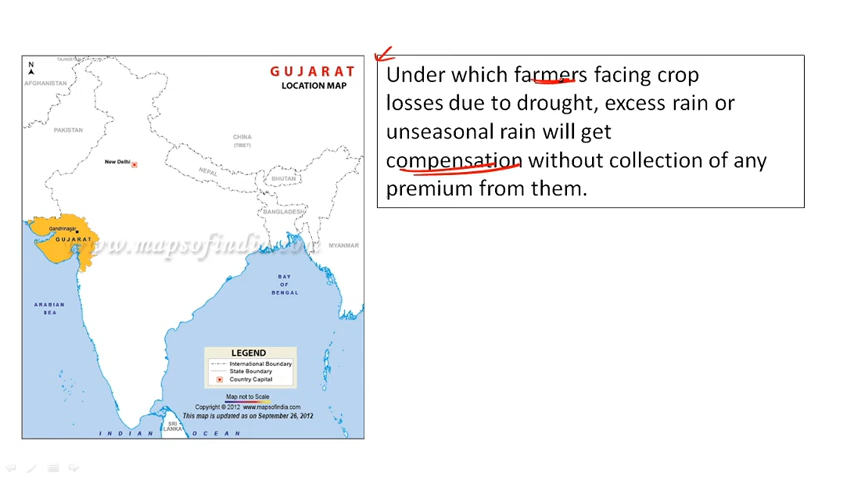 N
GUJARAT
LOCATION MAP
AFGHANISTAN
PAKISTAN
CHINA
(TIBET)
New Delhi
NEPAL
BHUTAN
BANGLADESH
MYANMAR
Gandhinagar
GUJARAT
www.mapsofindia.com
ARABIAN
SEA
BAY
OF
BENGAL
LEGEND
International Boundary
State Boundary
Country Capital
Map not to Scale
Copyright © 2012 www.mapsofindia.com
This map is updated as on September 26, 2012
SRI
LANKA
INDIAN OCEAN
Under which farmers facing crop
losses due to drought, excess rain or
unseasonal rain will get
compensation without collection of any
premium from them.